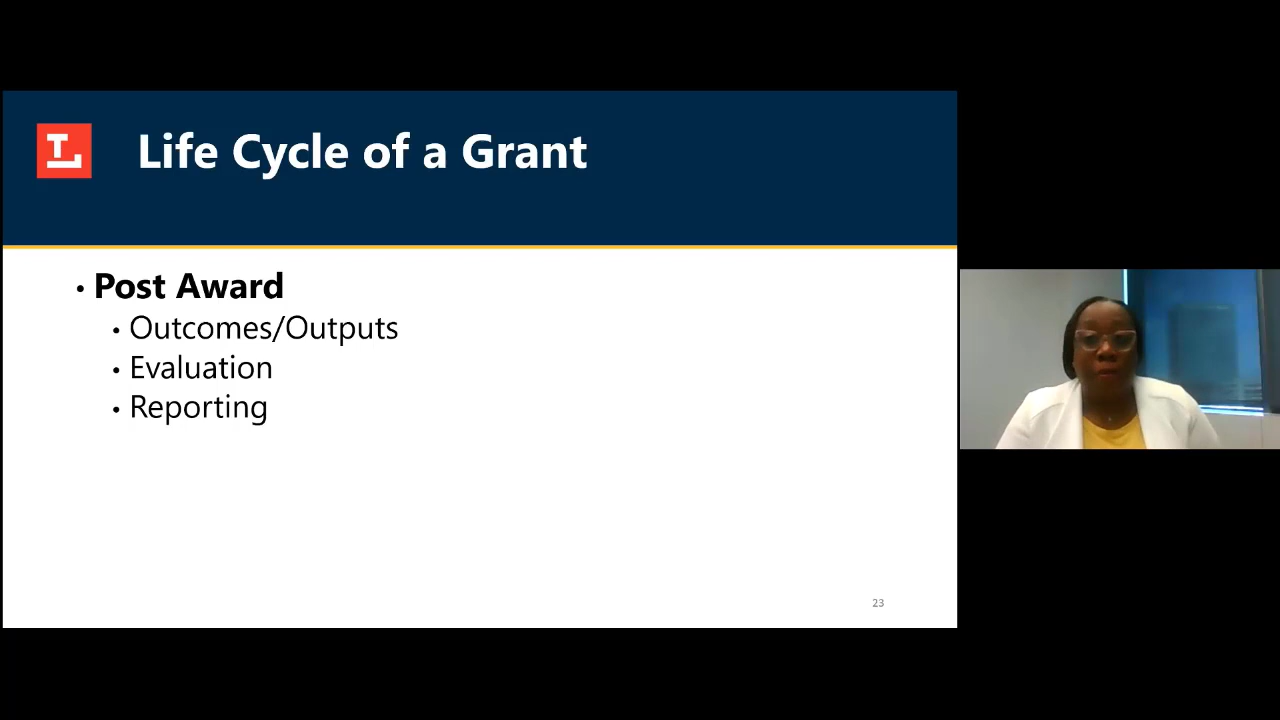 Life Cycle of a Grant
• Post Award
• Outcomes/Outputs
• Evaluation
• Reporting
23